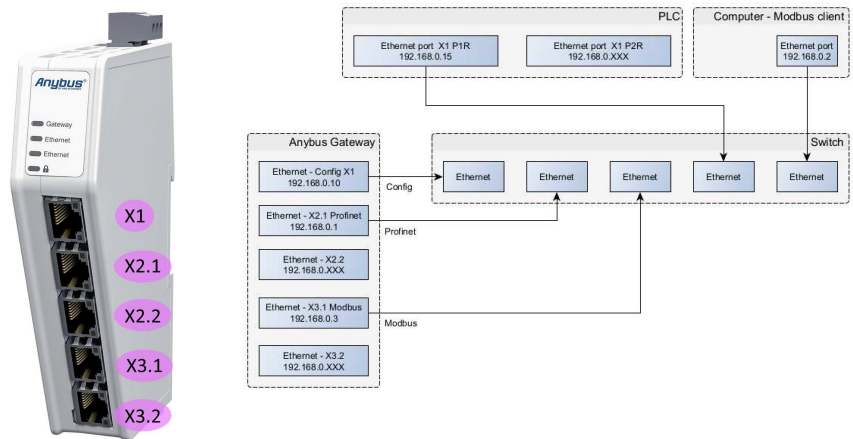 Anybus®
Gateway
Ethernet
Ethernet
X1
X2.1
X2.2
X3.1
X3.2
PLC
Ethernet port X1 P1R
192.168.0.15
Ethernet port X1 P2R
192.168.0.XXX
Computer - Modbus client
Ethernet port
192.168.0.2
Anybus Gateway
Ethernet - Config X1
192.168.0.10
Config
Ethernet - X2.1 Profinet
192.168.0.1
Profinet
Ethernet - X2.2
192.168.0.XXX
Ethernet - X3.1 Modbus
192.168.0.3
Modbus
Ethernet - X3.2
192.168.0.XXX
Switch
Ethernet
Ethernet
Ethernet
Ethernet
Ethernet